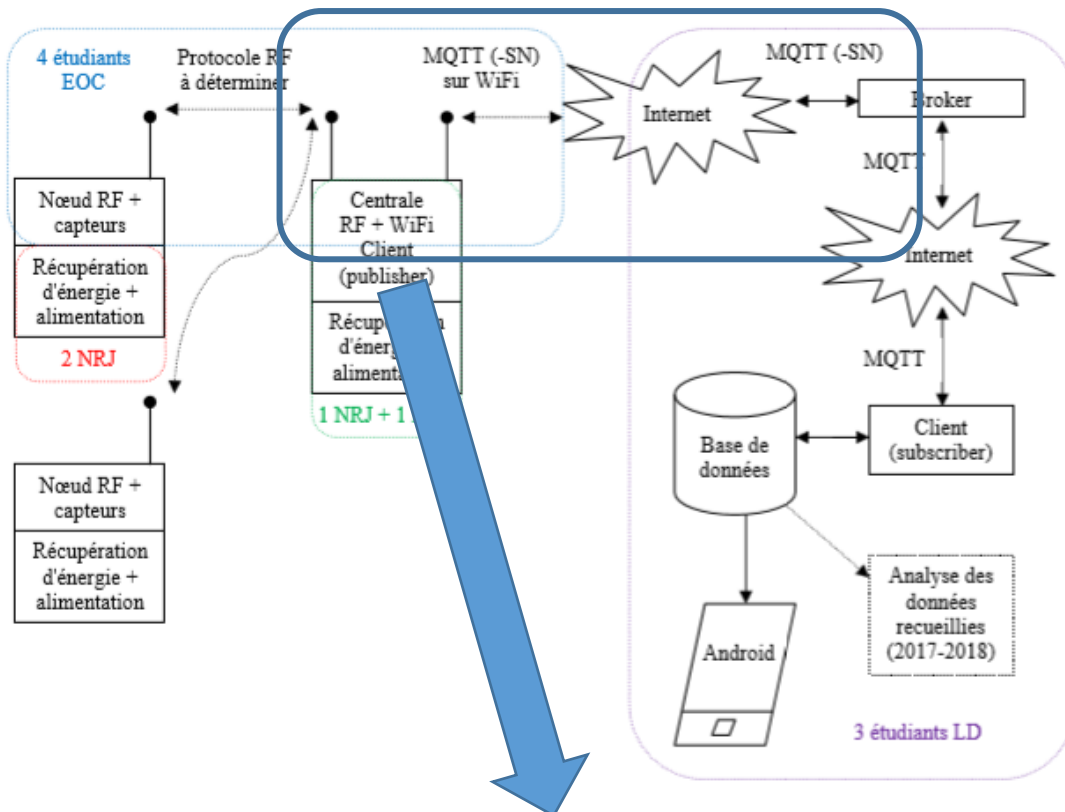 4 étudiants
EOC
Protocole RF
à déterminer
MQTT (-SN)
sur WiFi
MQTT (-SN)
Internet
Broker
MQTT
Nœud RF +
capteurs
Récupération
d'énergie +
alimentation
2 NRJ
Centrale
RF + WiFi
Client
(publisher)
d'énergie
1 NRJ + 1
Internet
MQTT
Client
(subscriber)
Base de
données
Nœud RF +
capteurs
Récupération
d'énergie +
alimentation
Analyse des
données
recueillies
(2017-2018)
Android
3 étudiants LD